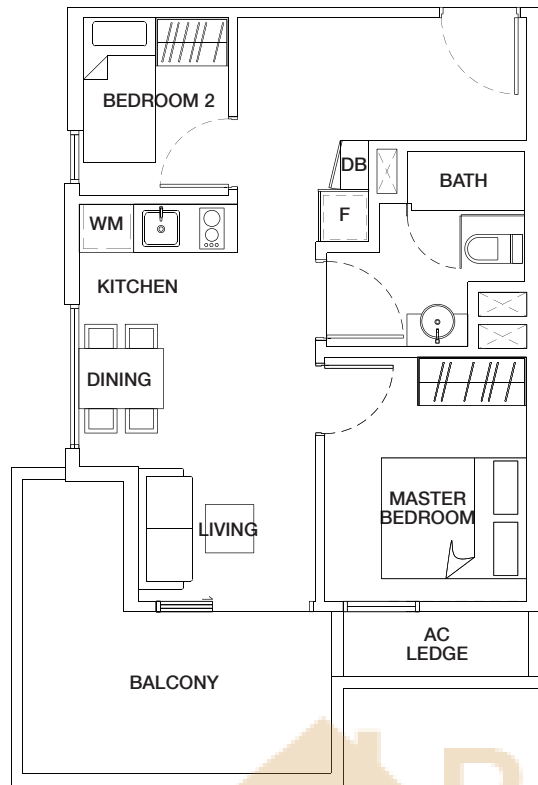 BEDROOM 2
DB
BATH
WM
F
KITCHEN
DINING
MASTER
BEDROOM
LIVING
AC
LEDGE
BALCONY